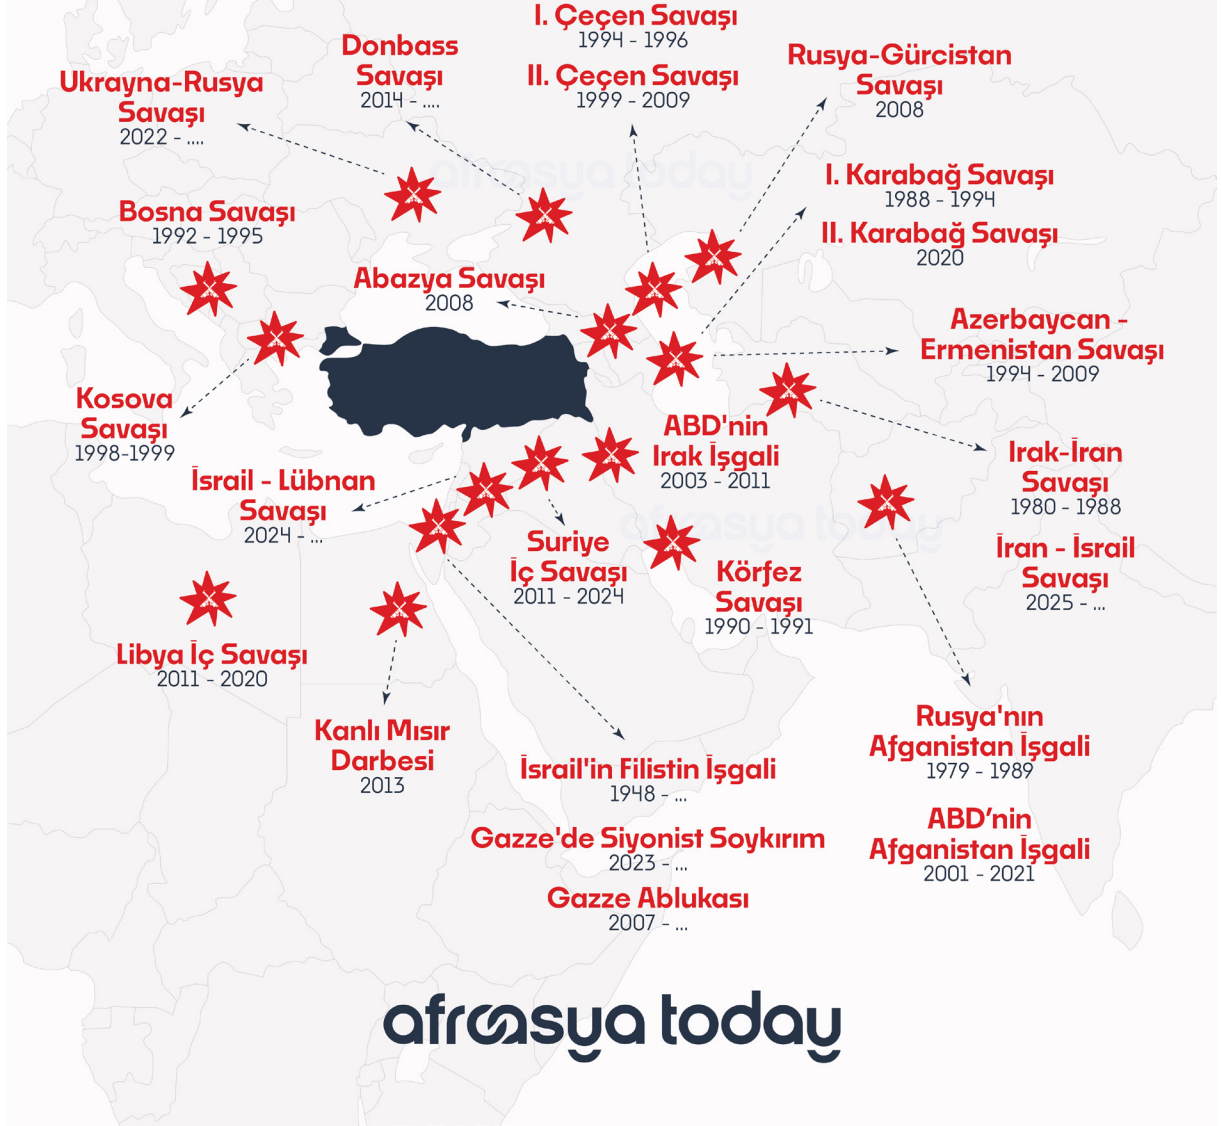 I. Çeçen Savaşı
1994 - 1996
II. Çeçen Savaşı
1999 - 2009
Donbass
Savaşı
2014 - ....
Rusya-Gürcistan
Savaşı
2008
Ukrayna-Rusya
Savaşı
2022 - ....
afroasya today
I. Karabağ Savaşı
1988 - 1994
II. Karabağ Savaşı
2020
Bosna Savaşı
1992 - 1995
Abazya Savaşı
2008
Azerbaycan -
Ermenistan Savaşı
1994 - 2009
Kosova
Savaşı
1998-1999
ABD'nin
Irak İşgali
2003 - 2011
Irak-İran
Savaşı
1980 - 1988
İran - İsrail
Savaşı
2025 - ...
İsrail - Lübnan
Savaşı
2024 - ...
afroasya today
Suriye
İç Savaşı
2011 - 2024
Körfez
Savaşı
1990 - 1991
Libya İç Savaşı
2011 - 2020
Kanlı Mısır
Darbesi
2013
Rusya'nın
Afganistan İşgali
1979 - 1989
ABD’nin
Afganistan İşgali
2001 - 2021
İsrail'in Filistin İşgali
1948 - ...
Gazze'de Siyonist Soykırım
2023 - ...
Gazze Ablukası
2007 - ...
afroasya today